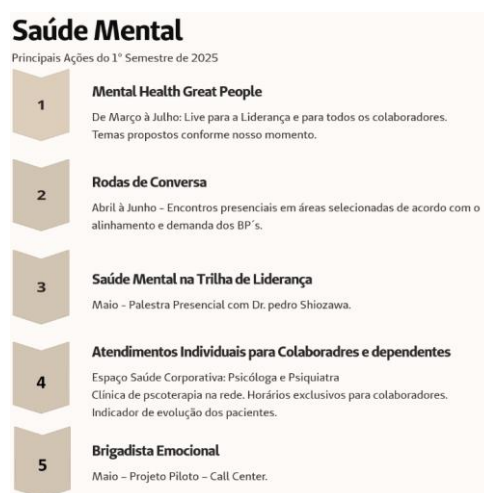 Saúde Mental
Principais Ações do 1° Semestre de 2025
1
Mental Health Great People
De Março à Julho: Live para a Liderança e para todos os colaboradores.
Temas propostos conforme nosso momento.
2
Rodas de Conversa
Abril à Junho - Encontros presenciais em áreas selecionadas de acordo com o
alinhamento e demanda dos BP´s.
3
Saúde Mental na Trilha de Liderança
Maio - Palestra Presencial com Dr. pedro Shiozawa.
4
Atendimentos Individuais para Colaboradres e dependentes
Espaço Saúde Corporativa: Psicóloga e Psiquiatra
Clínica de pscoterapia na rede. Horários exclusivos para colaboradores.
Indicador de evolução dos pacientes.
5
Brigadista Emocional
Maio – Projeto Piloto – Call Center.